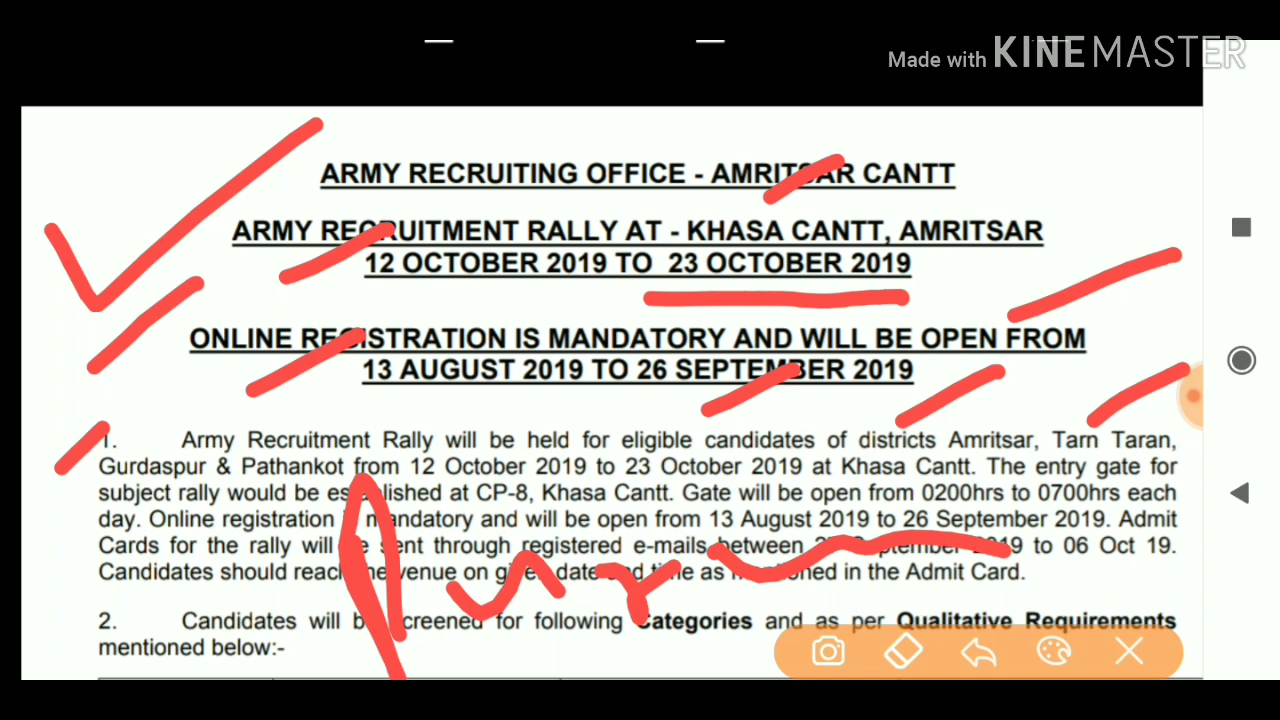 Made with KINEMASTER
ARMY RECRUITING OFFICE - AMRITSAR CANTT
ARMY RECRUITMENT RALLY AT - KHASA CANTT, AMRITSAR
12 OCTOBER 2019 TO 23 OCTOBER 2019
ONLINE REGISTRATION IS MANDATORY AND WILL BE OPEN FROM
13 AUGUST 2019 TO 26 SEPTEMBER 2019
1. Army Recruitment Rally will be held for eligible candidates of districts Amritsar, Tarn Taran,
Gurdaspur & Pathankot from 12 October 2019 to 23 October 2019 at Khasa Cantt. The entry gate for
subject rally would be established at CP-8, Khasa Cantt. Gate will be open from 0200hrs to 0700hrs each
day. Online registration is mandatory and will be open from 13 August 2019 to 26 September 2019. Admit
Cards for the rally will be sent through registered e-mails between September 2019 to 06 Oct 19.
Candidates should reach the venue on given date and time as mentioned in the Admit Card.
2. Candidates will be screened for following Categories and as per Qualitative Requirements
mentioned below:-